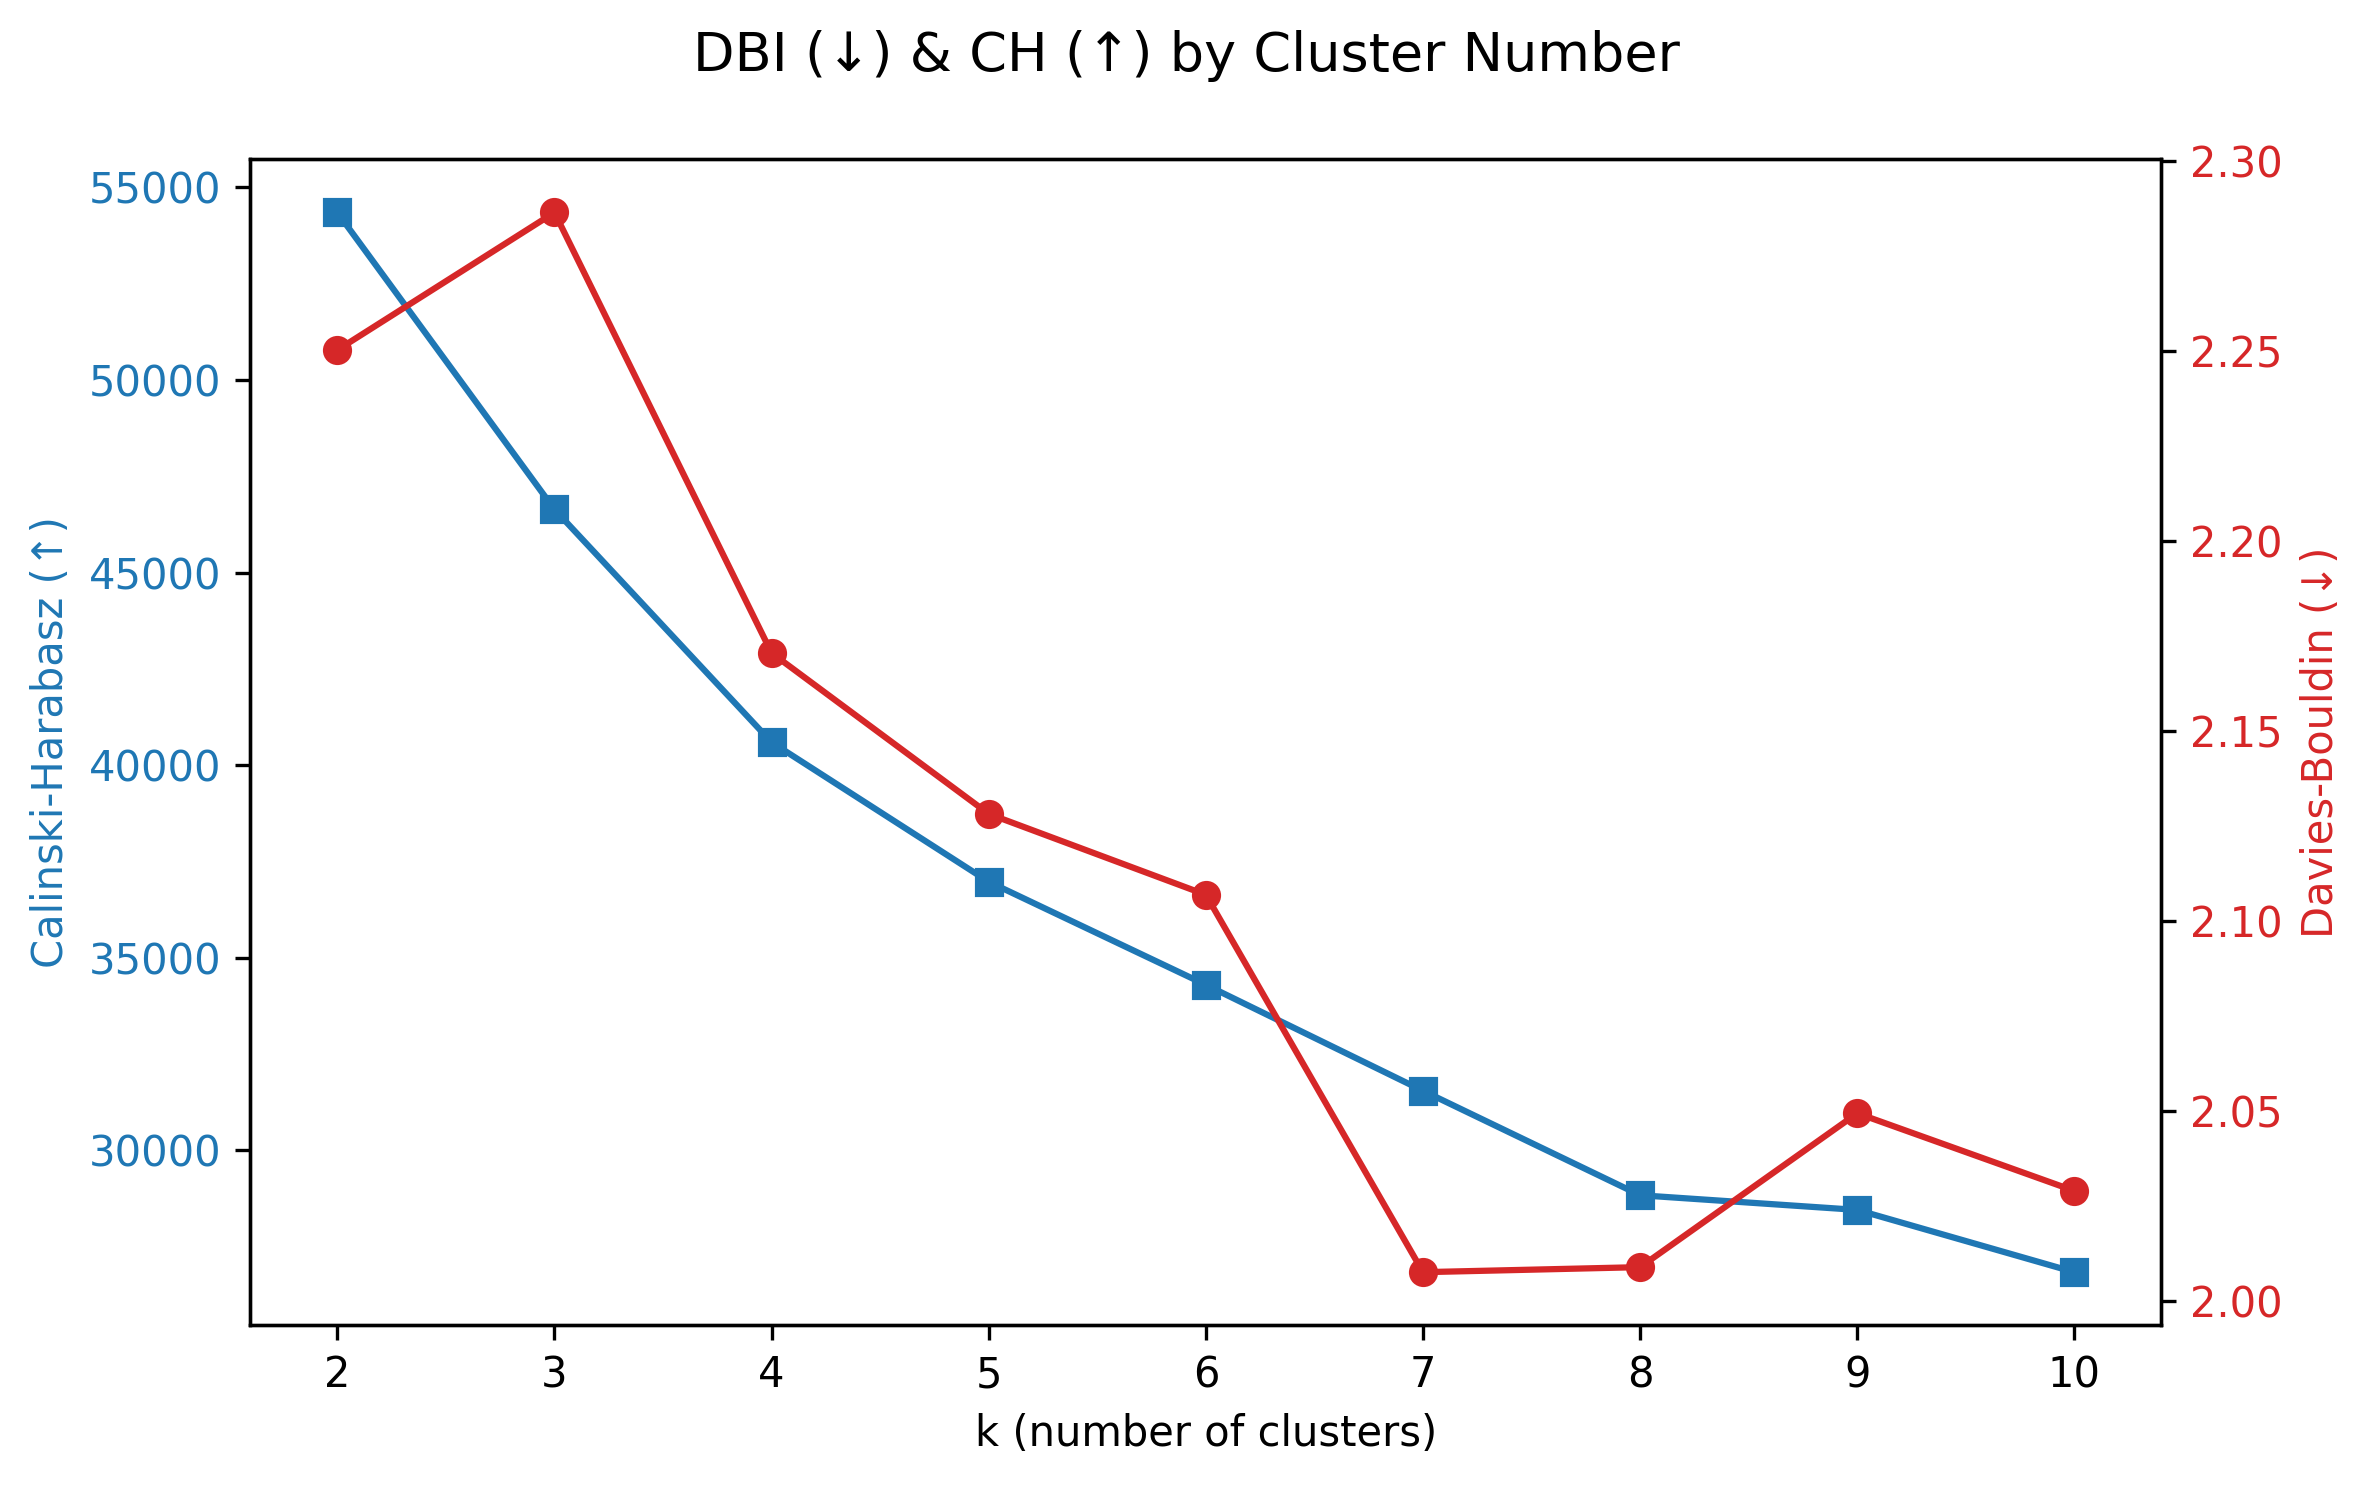 DBI (↓) & CH (↑) by Cluster Number
Calinski-Harabasz (↑)
55000
50000
45000
40000
35000
30000
2.30
2.25
2.20
2.15
2.10
2.05
2.00
Davies-Bouldin (↓)
2 3 4 5 6 7 8 9 10
k (number of clusters)